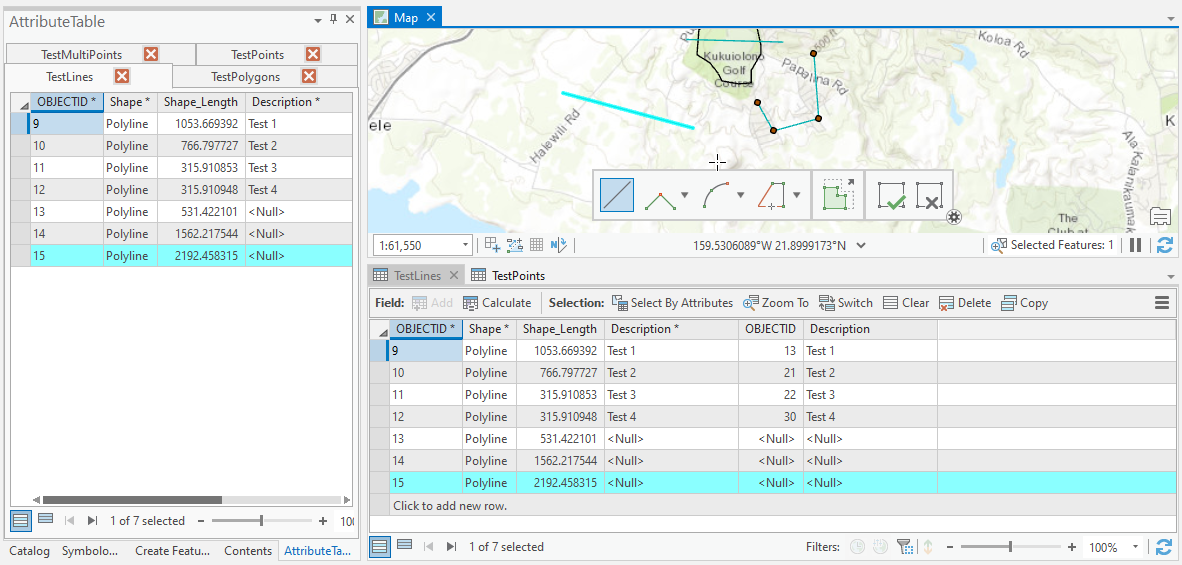 AttributeTable
TestMultiPoints
TestPoints
TestLines
TestPolygons
OBJECTID * Shape * Shape_Length Description *
9 Polyline 1053.669392 Test 1
10 Polyline 766.797727 Test 2
11 Polyline 315.910853 Test 3
12 Polyline 315.910948 Test 4
13 Polyline 531.422101 <Null>
14 Polyline 1562.217544 <Null>
15 Polyline 2192.458315 <Null>
1 of 7 selected
Catalog Symbolo... Create Featu... Contents AttributeTa...
Map
Kukuiolono
Golf
Course
500 ft
Papalina Rd
Koloa Rd
Halewili Rd
ele
K
Ala Kalanikauma
The
Club at
1:61,550
159.5306089°W 21.8999173°N
Selected Features: 1
TestLines
TestPoints
Field: Add Calculate Selection: Select By Attributes Zoom To Switch Clear Delete Copy
OBJECTID * Shape * Shape_Length Description * OBJECTID Description
9 Polyline 1053.669392 Test 1 13 Test 1
10 Polyline 766.797727 Test 2 21 Test 2
11 Polyline 315.910853 Test 3 22 Test 3
12 Polyline 315.910948 Test 4 30 Test 4
13 Polyline 531.422101 <Null> <Null> <Null>
14 Polyline 1562.217544 <Null> <Null> <Null>
15 Polyline 2192.458315 <Null> <Null> <Null>
Click to add new row.
1 of 7 selected
Filters:
100%